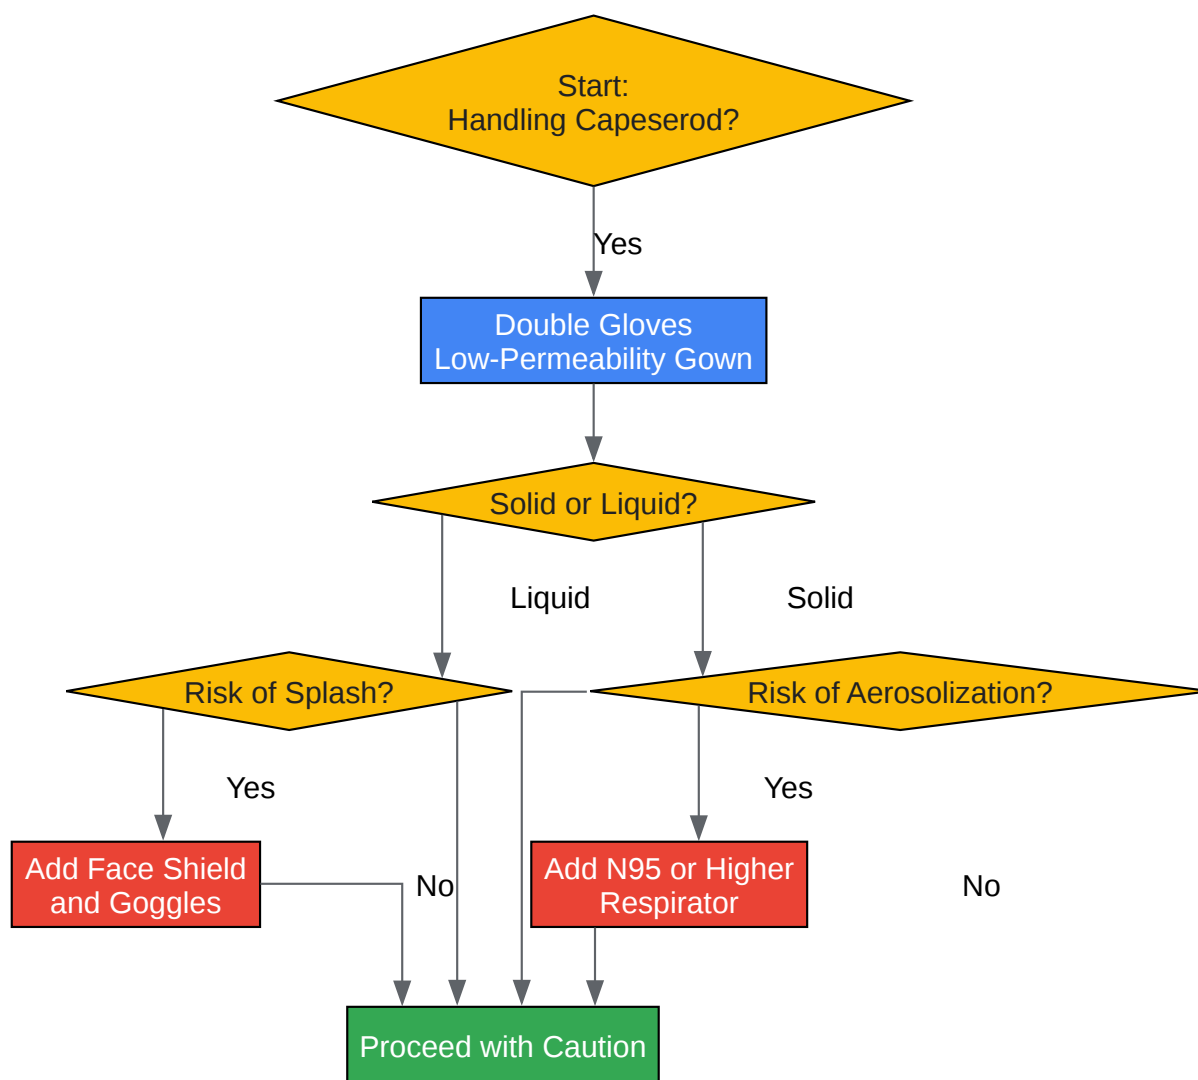 Start:
Handling Capeserod?
Yes
Double Gloves
Low-Permeability Gown
Solid or Liquid?
Liquid
Solid
Risk of Splash?
Risk of Aerosolization?
Yes
Yes
Add Face Shield
and Goggles
No
Add N95 or Higher
Respirator
No
Proceed with Caution